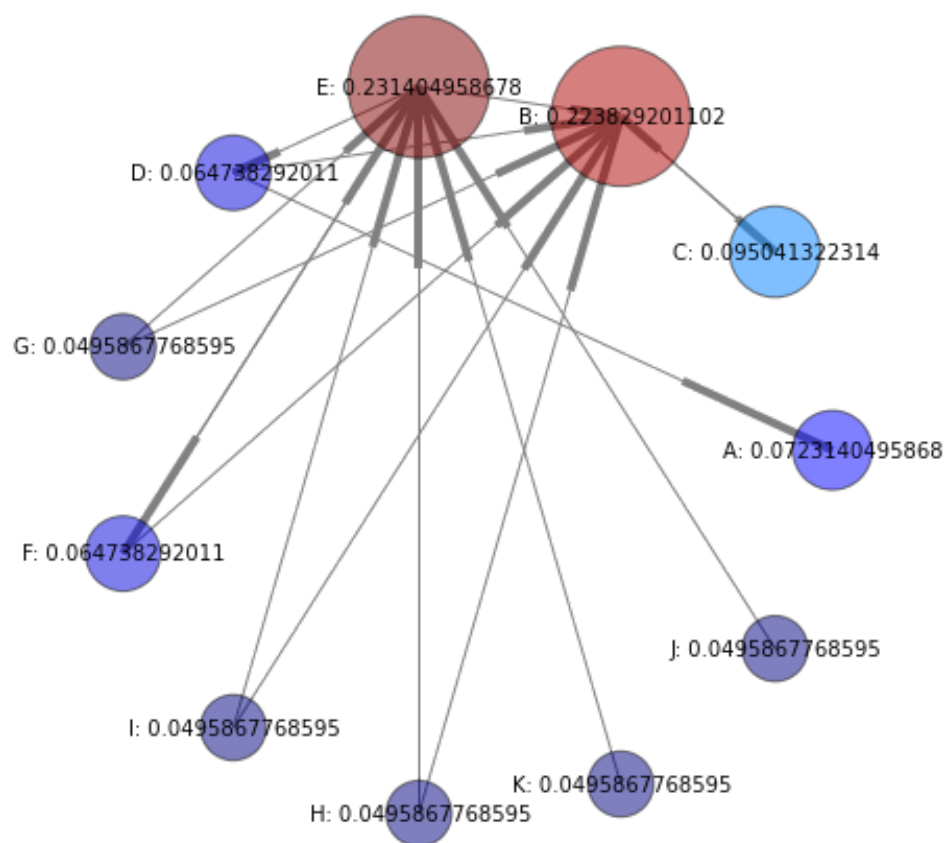 E: 0.231404958678
B: 0.223829201102
D: 0.064738292011
C: 0.095041322314
G: 0.0495867768595
A: 0.0723140495868
F: 0.064738292011
J: 0.0495867768595
I: 0.0495867768595
K: 0.0495867768595
H: 0.0495867768595